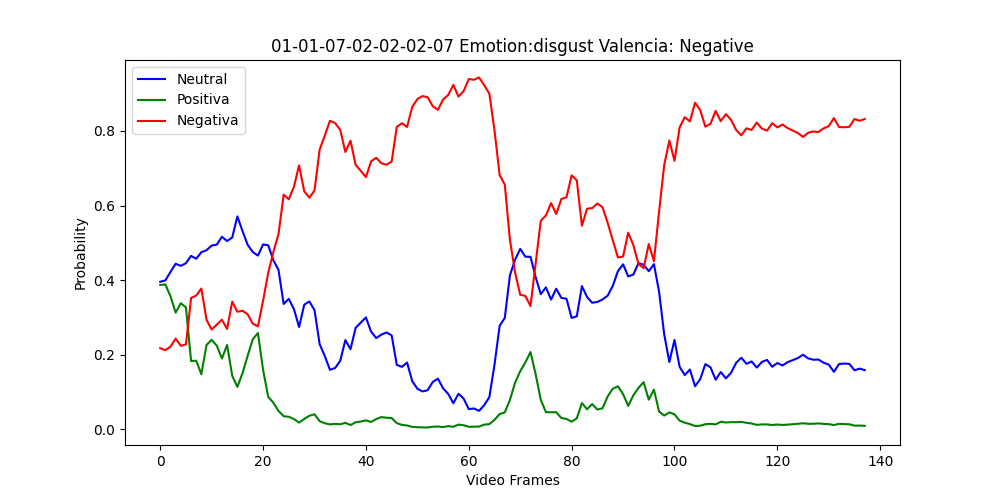 01-01-07-02-02-02-07 Emotion:disgust Valencia: Negative
Neutral
Positiva
Negativa
Probability
0.8
0.6
0.4
0.2
0.0
0 20 40 60 80 100 120 140
Video Frames